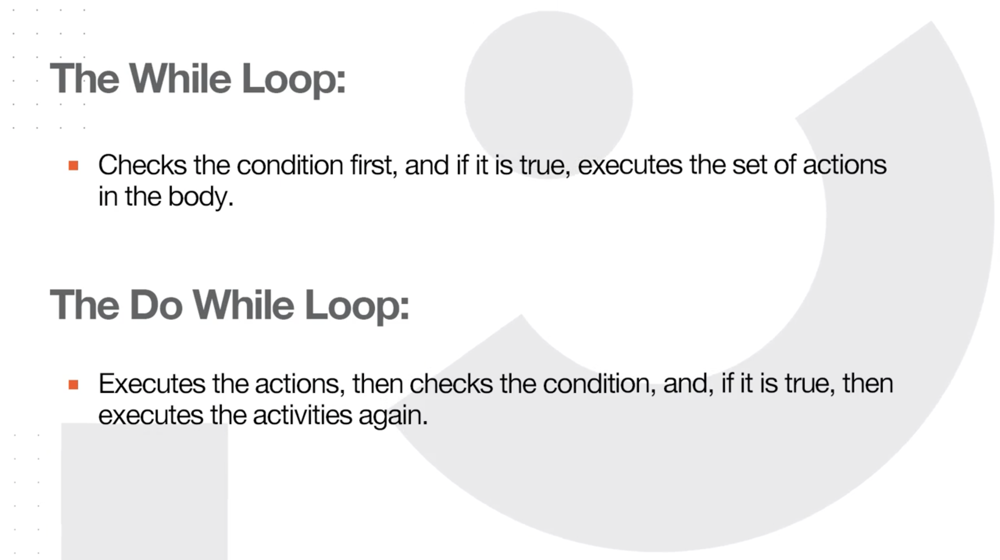 The While Loop:
Checks the condition first, and if it is true, executes the set of actions
in the body.
The Do While Loop:
Executes the actions, then checks the condition, and, if it is true, then
executes the activities again.